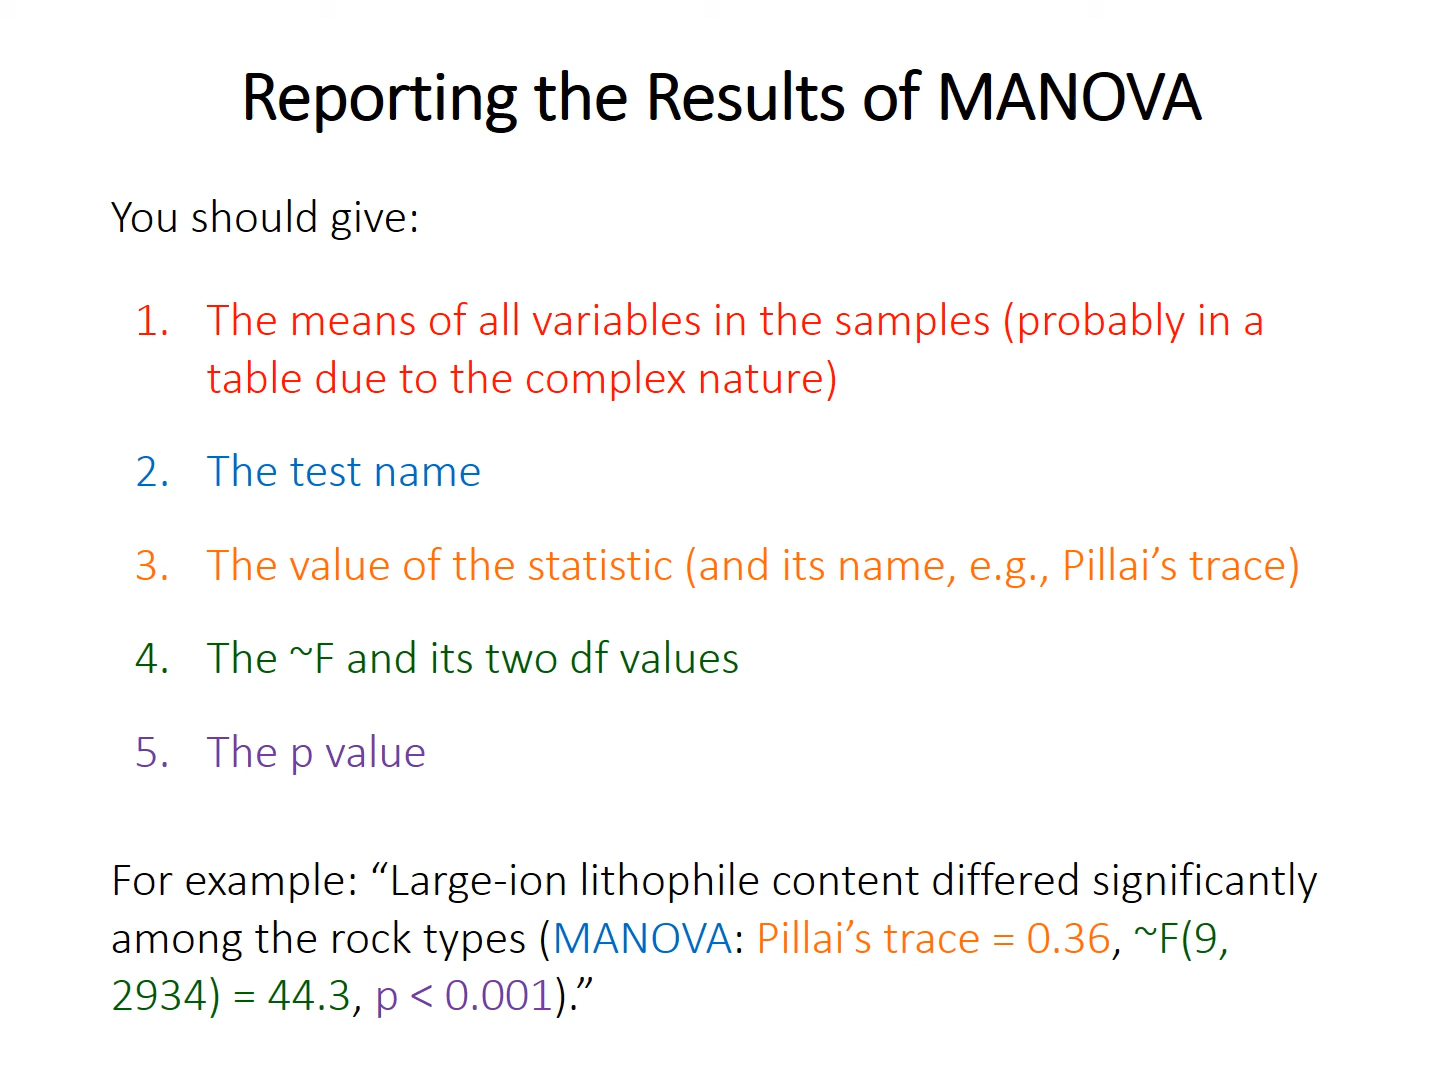 Reporting the Results of MANOVA
You should give:
1. The means of all variables in the samples (probably in a
table due to the complex nature)
2. The test name
3. The value of the statistic (and its name, e.g., Pillai’s trace)
4. The ~F and its two df values
5. The p value
For example: “Large-ion lithophile content differed significantly
among the rock types (MANOVA: Pillai’s trace = 0.36, ~F(9,
2934) = 44.3, p < 0.001).”